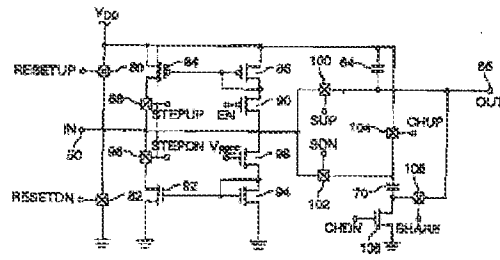 VDD
RESETUP 80 84 86 100 64 66 OUT
88 90
STEPUP EN SUP 104 CHUP
IN SDN
50 96 STEPDN VREF 98
92 94 102 70 106
RESETDN 82
CHDN SHARE
108